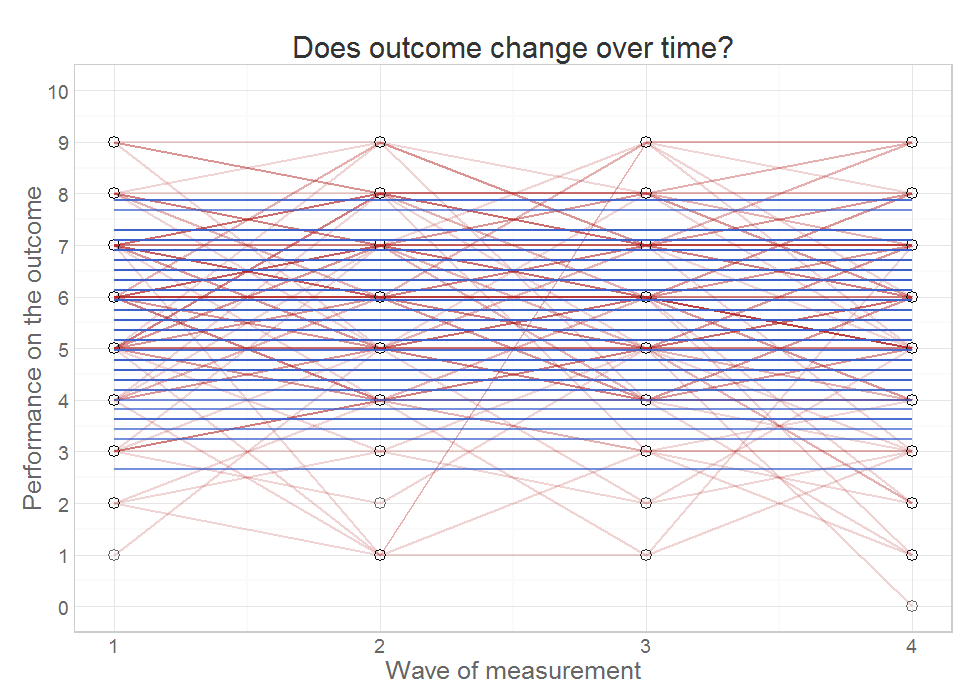 Does outcome change over time?
Performance on the outcome
10
9
8
7
6
5
4
3
2
1
0
1 2 3 4
Wave of measurement